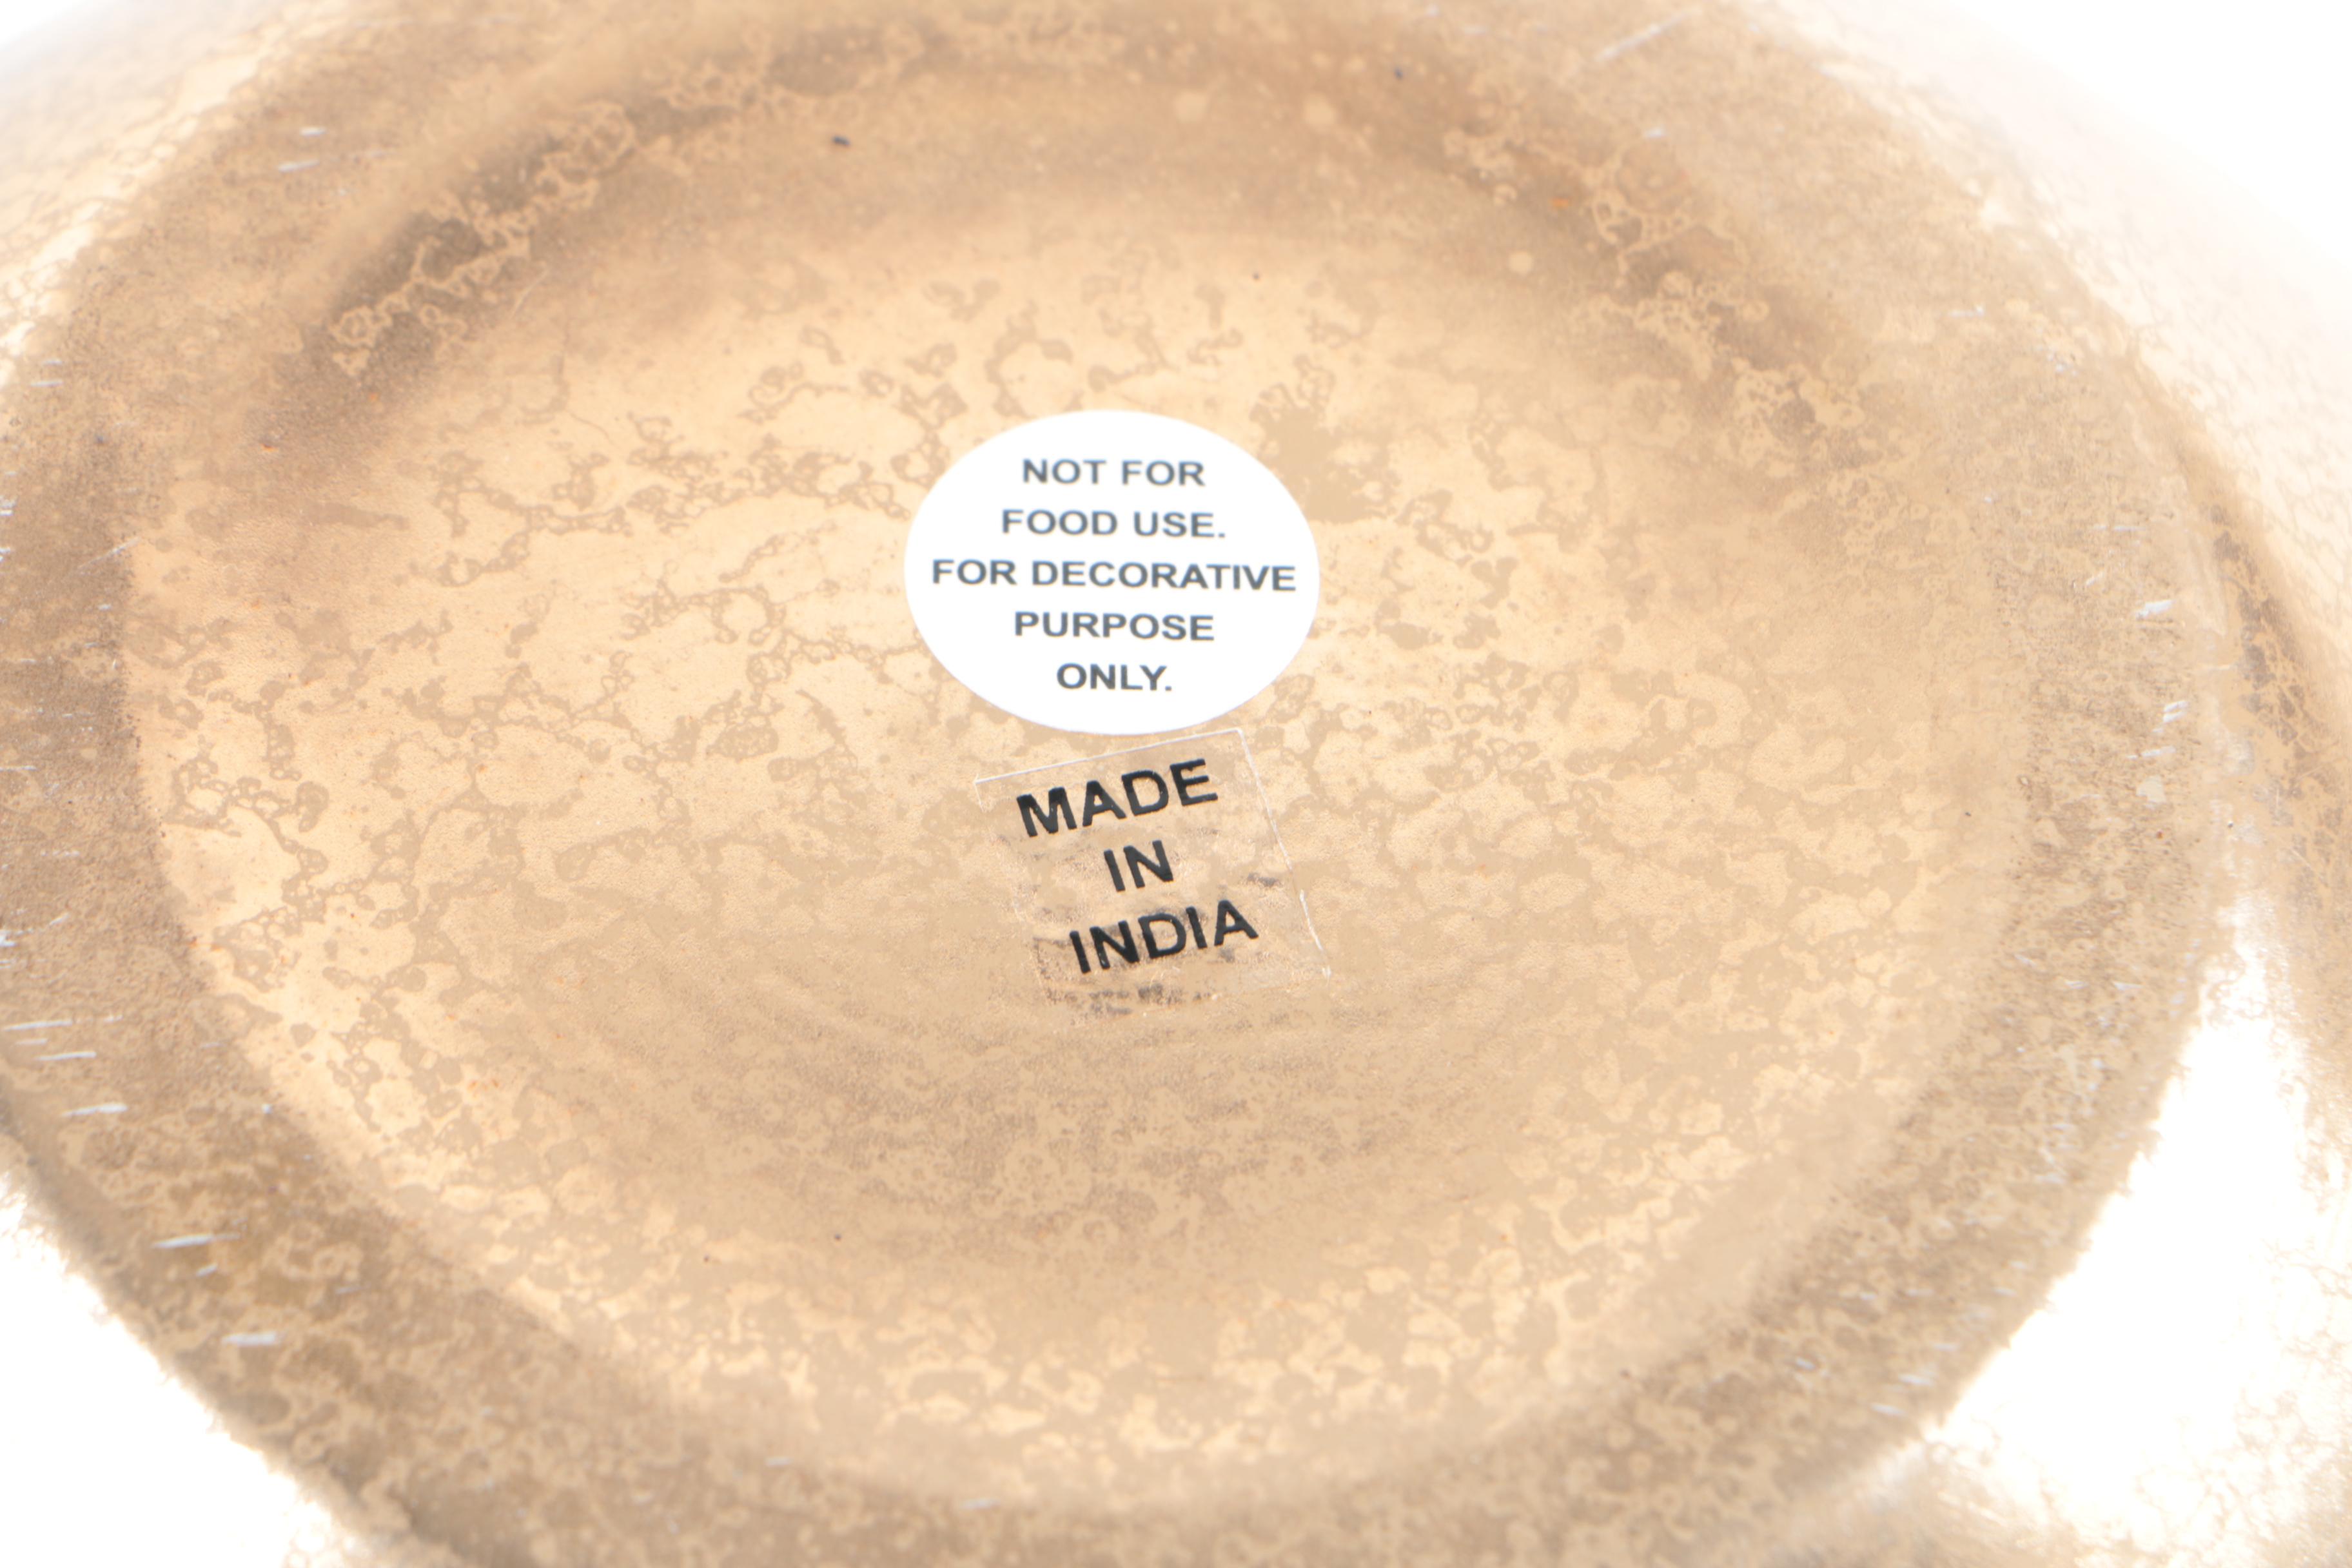 NOT FOR
FOOD USE.
FOR DECORATIVE
PURPOSE
ONLY.
MADE
IN
INDIA